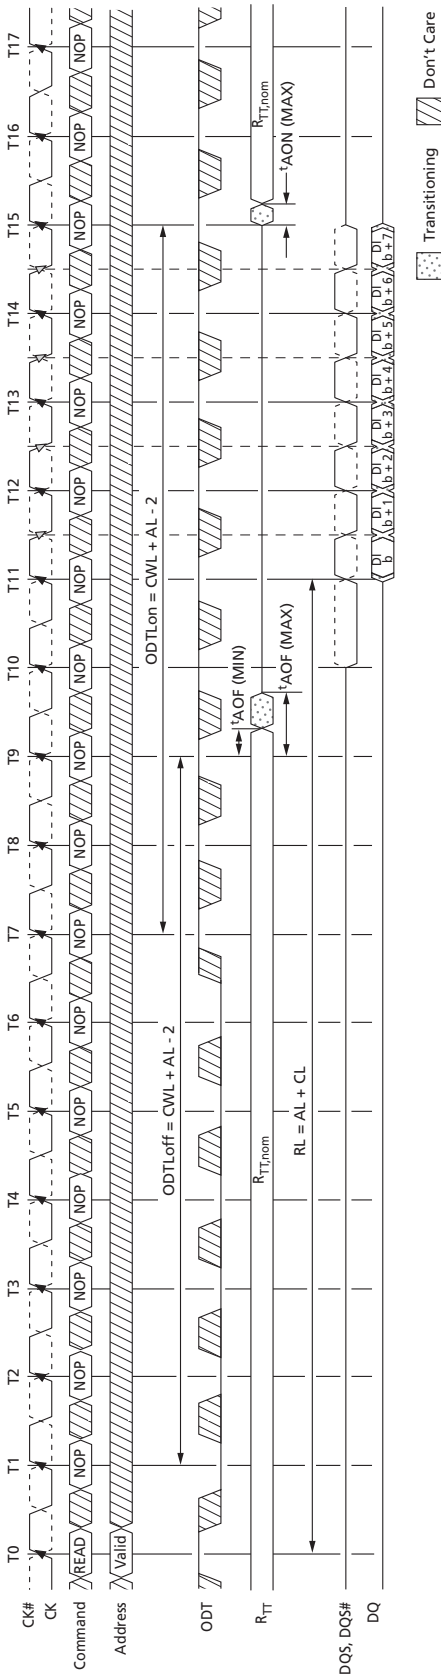 T0 T1 T2 T3 T4 T5 T6 T7 T8 T9 T10 T11 T12 T13 T14 T15 T16 T17
CK#
CK
Command READ NOP NOP NOP NOP NOP NOP NOP NOP NOP NOP NOP NOP NOP NOP NOP NOP NOP
Address Valid
ODTLon = CWL + AL - 2
ODTLoff = CWL + AL - 2
ODT
tAOF (MIN)
RTT RTT,nom RTT,nom
tAOF (MAX) tAON (MAX)
RL = AL + CL
DQS, DQS#
DQ DI b DI b + 1 DI b + 2 DI b + 3 DI b + 4 DI b + 5 DI b + 6 DI b + 7
Transitioning Don't Care